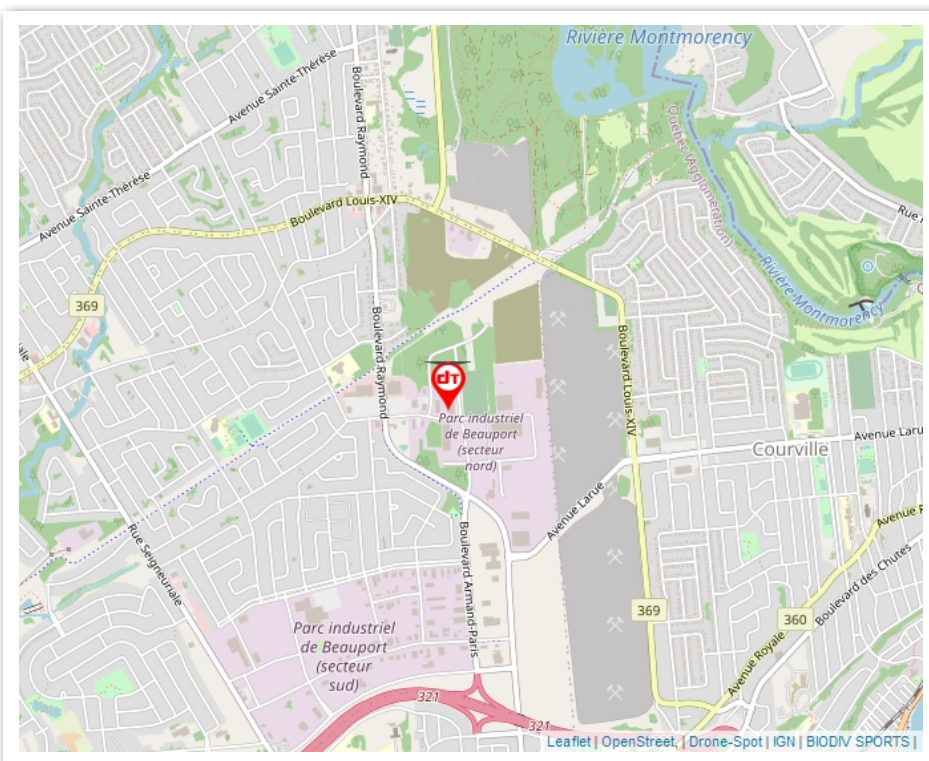 Rivière Montmorency
Avenue Sainte-Thérèse
Boulevard Raymond
Québec (Agglomération)
Avenue Sainte-Thérèse
Boulevard Louis-XIV
Rivière Montmorency
369
Boulevard Raymond
Boulevard Louis-XIV
dT
Parc industriel
de Beauport
(secteur
nord)
Courville
Avenue Laru
Avenue Larue
Rue Seigneuriale
Boulevard Armand-Paris
Avenue R
Boulevard des Chutes
369
360
Parc industriel
de Beauport
(secteur
sud)
Avenue Royale
321
321
Leaflet | OpenStreet, | Drone-Spot | IGN | BIODIV SPORTS |